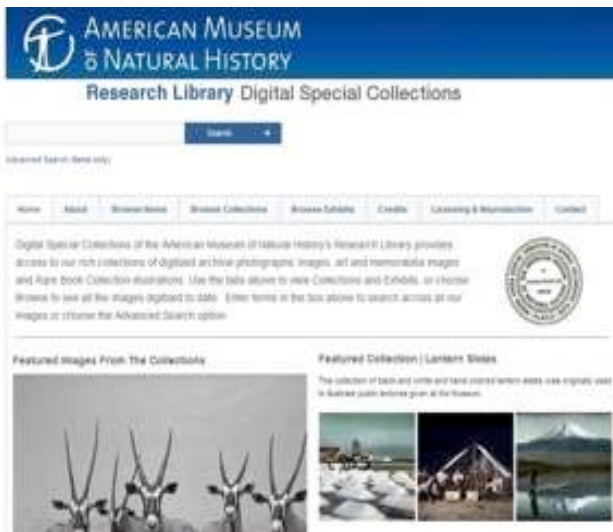 AMERICAN MUSEUM
of NATURAL HISTORY
Research Library Digital Special Collections
Search
Advanced Search (Items only)
Home About Browse Items Browse Collections Browse Exhibits Credits Licensing & Reproduction Contact
Digital Special Collections of the American Museum of Natural History's Research Library provides
access to our rich collections of digitized archival photographic images, art and memorabilia images
and Rare Book Collection illustrations. Use the tabs above to view Collections and Exhibits, or choose
Browse to see all the images digitized to date. Enter terms in the box above to search across all our
images or choose the Advanced Search option.
Featured Images From The Collections
Featured Collection | Lantern Slides
The collection of black and white and hand colored lantern slides was originally used
to illustrate public lectures given at the Museum.